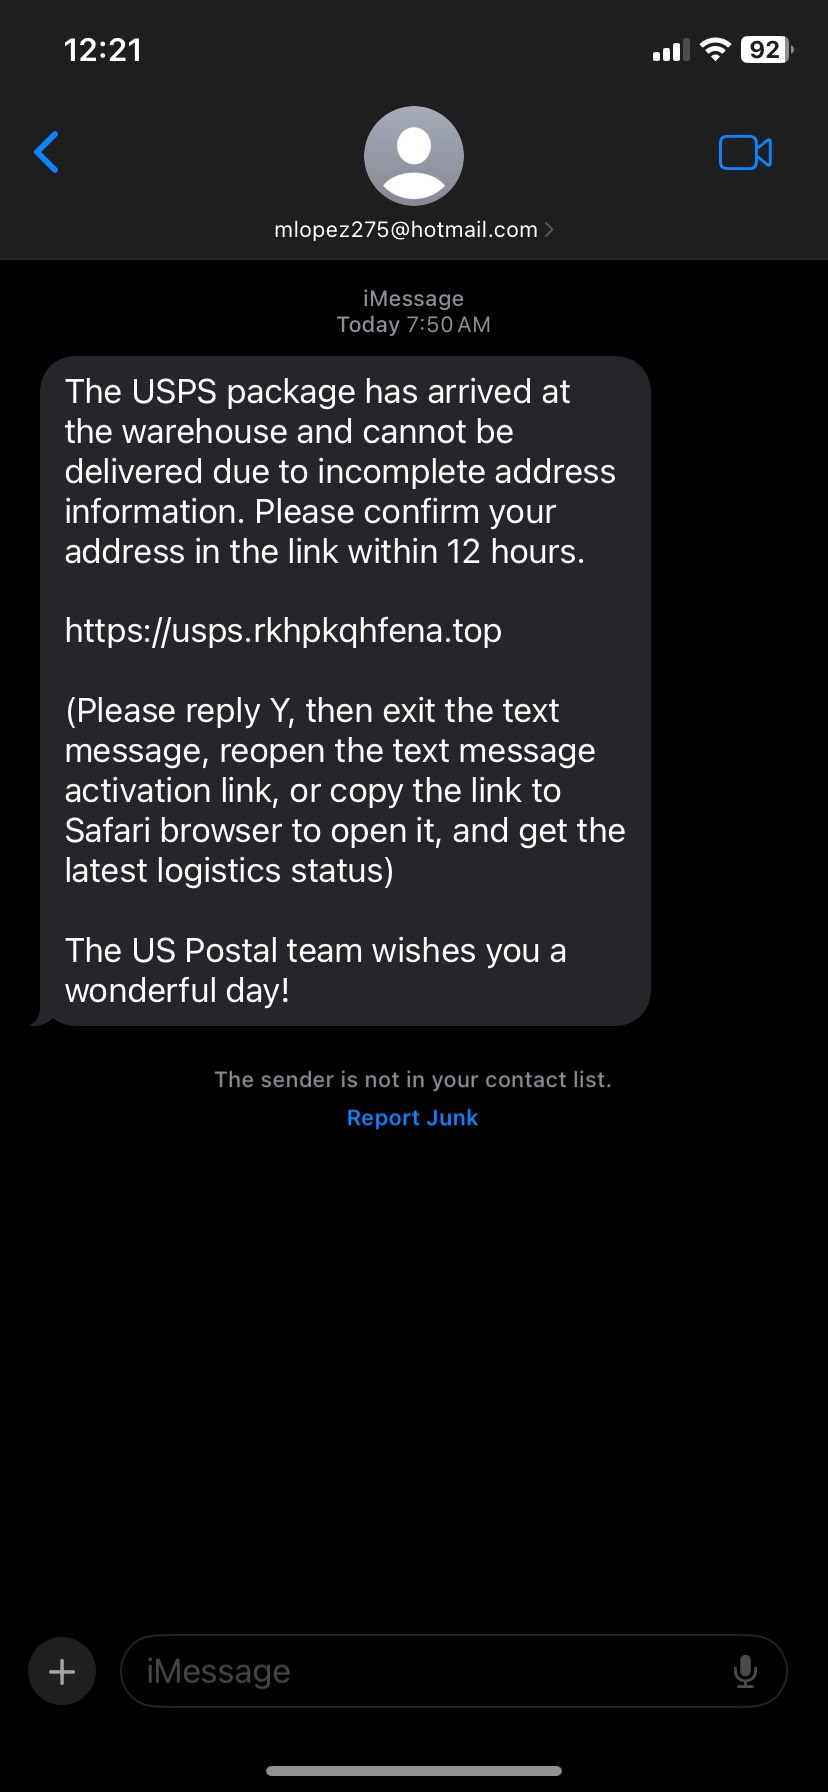 12:21
92
mlopez275@hotmail.com
iMessage
Today 7:50 AM
The USPS package has arrived at
the warehouse and cannot be
delivered due to incomplete address
information. Please confirm your
address in the link within 12 hours.
https://usps.rkhpkqhfena.top
(Please reply Y, then exit the text
message, reopen the text message
activation link, or copy the link to
Safari browser to open it, and get the
latest logistics status)
The US Postal team wishes you a
wonderful day!
The sender is not in your contact list.
Report Junk
iMessage